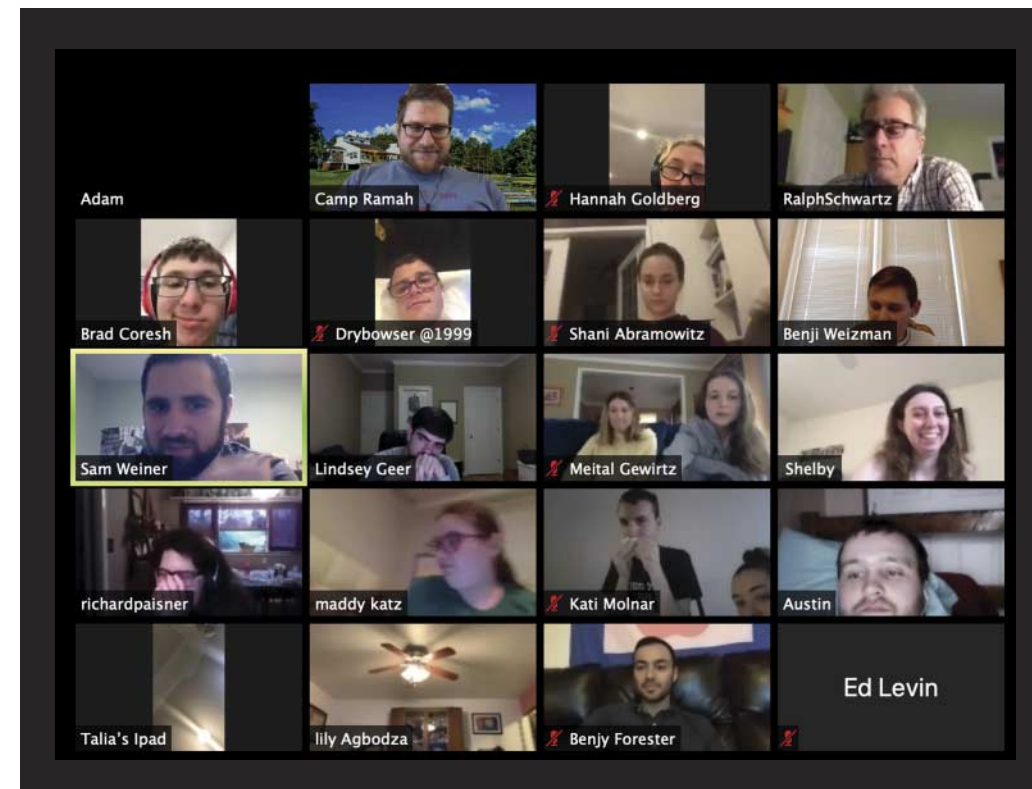 Adam
Camp Ramah
Hannah Goldberg
RalphSchwartz
Brad Coresh
Drybowser @1999
Shani Abramowitz
Benji Weizman
Sam Weiner
Lindsey Geer
Meital Gewirtz
Shelby
richardpaisner
maddy katz
Kati Molnar
Austin
Talia's Ipad
lily Agbodza
Benjy Forester
Ed Levin